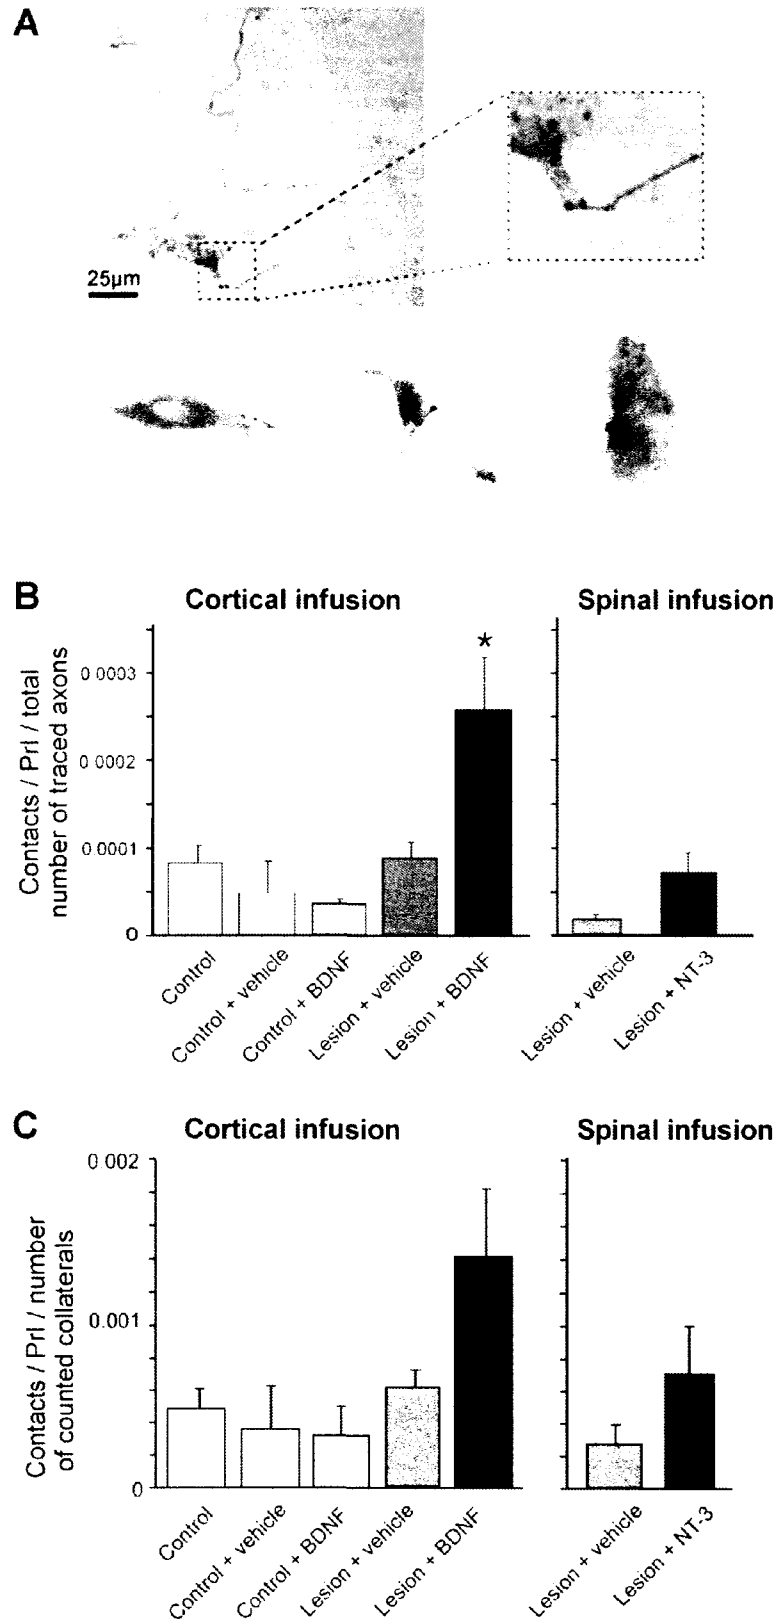 A
25μm
B
Cortical infusion
Spinal infusion
Contacts / PrI / total
number of traced axons
0.0003
0.0002
0.0001
0
*
Control
Control + vehicle
Control + BDNF
Lesion + vehicle
Lesion + BDNF
Lesion + vehicle
Lesion + NT-3
C
Cortical infusion
Spinal infusion
Contacts / PrI / number
of counted collaterals
0.002
0.001
0
Control
Control + vehicle
Control + BDNF
Lesion + vehicle
Lesion + BDNF
Lesion + vehicle
Lesion + NT-3